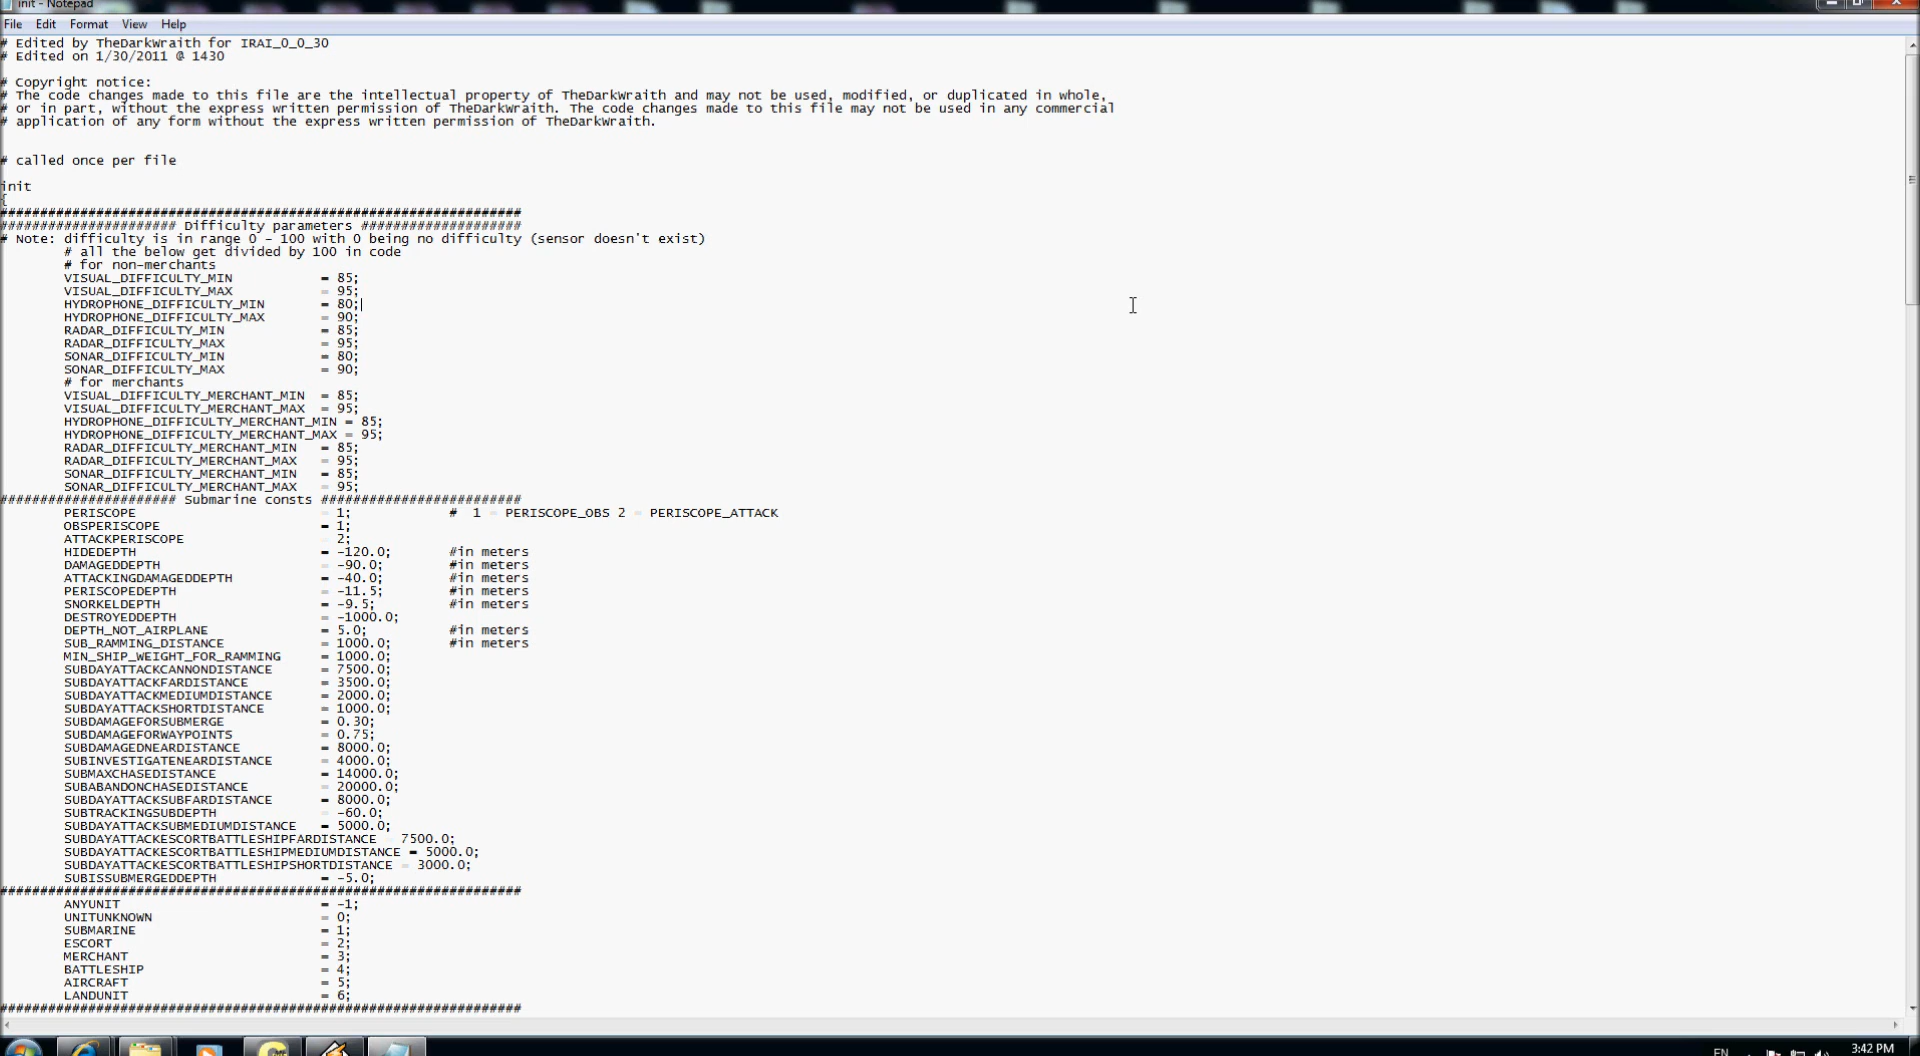 init - Notepad
File Edit Format View Help
# Edited by TheDarkWraith for IRAI_0_0_30
# Edited on 1/30/2011 @ 1430
# Copyright notice:
# The code changes made to this file are the intellectual property of TheDarkWraith and may not be used, modified, or duplicated in whole,
# or in part, without the express written permission of TheDarkWraith. The code changes made to this file may not be used in any commercial
# application of any form without the express written permission of TheDarkWraith.
# called once per file
init
{
#################################################################
###################### Difficulty parameters ####################
# Note: difficulty is in range 0 - 100 with 0 being no difficulty (sensor doesn't exist)
# all the below get divided by 100 in code
# for non-merchants
VISUAL_DIFFICULTY_MIN = 85;
VISUAL_DIFFICULTY_MAX = 95;
HYDROPHONE_DIFFICULTY_MIN = 80;
HYDROPHONE_DIFFICULTY_MAX = 90;
RADAR_DIFFICULTY_MIN = 85;
RADAR_DIFFICULTY_MAX = 95;
SONAR_DIFFICULTY_MIN = 80;
SONAR_DIFFICULTY_MAX = 90;
# for merchants
VISUAL_DIFFICULTY_MERCHANT_MIN = 85;
VISUAL_DIFFICULTY_MERCHANT_MAX = 95;
HYDROPHONE_DIFFICULTY_MERCHANT_MIN = 85;
HYDROPHONE_DIFFICULTY_MERCHANT_MAX = 95;
RADAR_DIFFICULTY_MERCHANT_MIN = 85;
RADAR_DIFFICULTY_MERCHANT_MAX = 95;
SONAR_DIFFICULTY_MERCHANT_MIN = 85;
SONAR_DIFFICULTY_MERCHANT_MAX = 95;
###################### Submarine consts #########################
PERISCOPE = 1; # 1 = PERISCOPE_OBS 2 = PERISCOPE_ATTACK
OBSPERISCOPE = 1;
ATTACKPERISCOPE = 2;
HIDEDEPTH = -120.0; #in meters
DAMAGEDDEPTH = -90.0; #in meters
ATTACKINGDAMAGEDDEPTH = -40.0; #in meters
PERISCOPEDEPTH = -11.5; #in meters
SNORKELDEPTH = -9.5; #in meters
DESTROYEDDEPTH = -1000.0;
DEPTH_NOT_AIRPLANE = 5.0; #in meters
SUB_RAMMING_DISTANCE = 1000.0; #in meters
MIN_SHIP_WEIGHT_FOR_RAMMING = 1000.0;
SUBDAYATTACKCANNONDISTANCE = 7500.0;
SUBDAYATTACKFARDISTANCE = 3500.0;
SUBDAYATTACKMEDIUMDISTANCE = 2000.0;
SUBDAYATTACKSHORTDISTANCE = 1000.0;
SUBDAMAGEFORSUBMERGE = 0.30;
SUBDAMAGEFORWAYPOINTS = 0.75;
SUBDAMAGEDNEARDISTANCE = 8000.0;
SUBINVESTIGATENEARDISTANCE = 4000.0;
SUBMAXCHASEDISTANCE = 14000.0;
SUBABANDONCHASEDISTANCE = 20000.0;
SUBDAYATTACKSUBFARDISTANCE = 8000.0;
SUBTRACKINGSUBDEPTH = -60.0;
SUBDAYATTACKSUBMEDIUMDISTANCE = 5000.0;
SUBDAYATTACKESCORTBATTLESHIPFARDISTANCE = 7500.0;
SUBDAYATTACKESCORTBATTLESHIPMEDIUMDISTANCE = 5000.0;
SUBDAYATTACKESCORTBATTLESHIPSHORTDISTANCE = 3000.0;
SUBISSUBMERGEDDEPTH = -5.0;
#################################################################
ANYUNIT = -1;
UNITUNKNOWN = 0;
SUBMARINE = 1;
ESCORT = 2;
MERCHANT = 3;
BATTLESHIP = 4;
AIRCRAFT = 5;
LANDUNIT = 6;
#################################################################
EN 3:42 PM